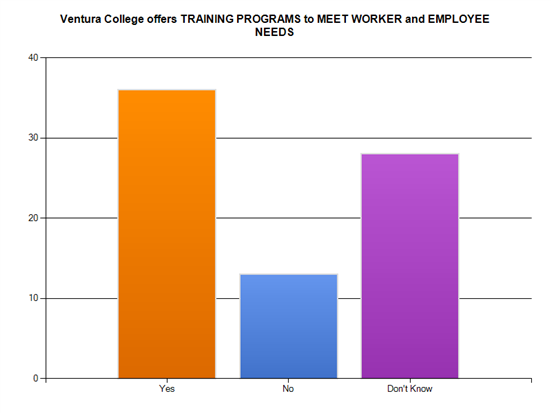 Ventura College offers TRAINING PROGRAMS to MEET WORKER and EMPLOYEE
NEEDS
40
30
20
10
0
Yes No Don't Know